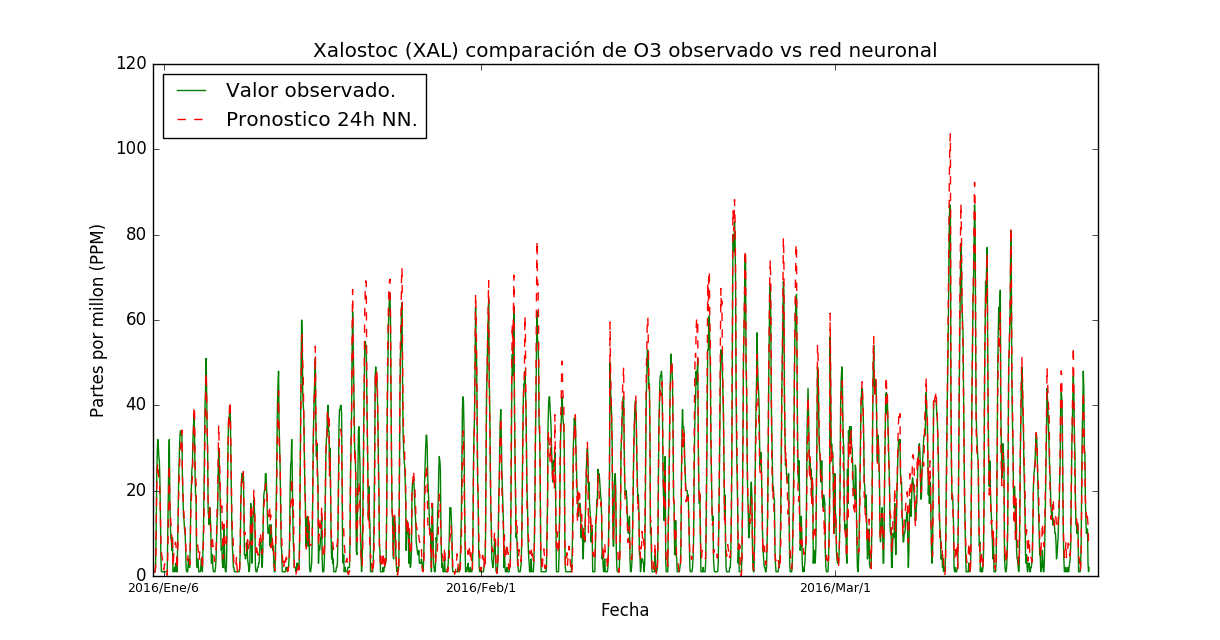 Xalostoc (XAL) comparación de O3 observado vs red neuronal
Valor observado.
Pronostico 24h NN.
Partes por millon (PPM)
120
100
80
60
40
20
0
2016/Ene/6
2016/Feb/1
2016/Mar/1
Fecha